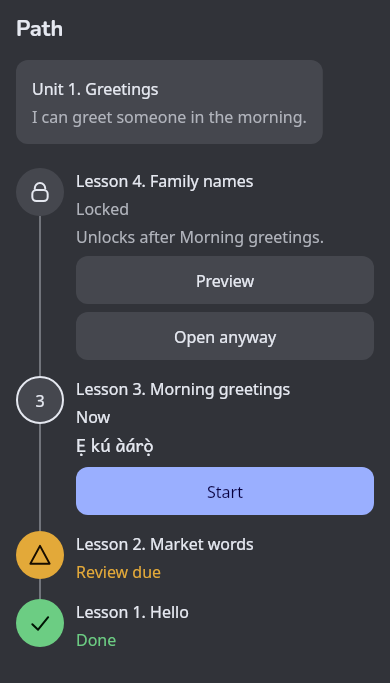 Path
Unit 1. Greetings
I can greet someone in the morning.
Lesson 4. Family names
Locked
Unlocks after Morning greetings.
Preview
Open anyway
3
Lesson 3. Morning greetings
Now
Ẹ kú àárọ̀
Start
Lesson 2. Market words
Review due
Lesson 1. Hello
Done